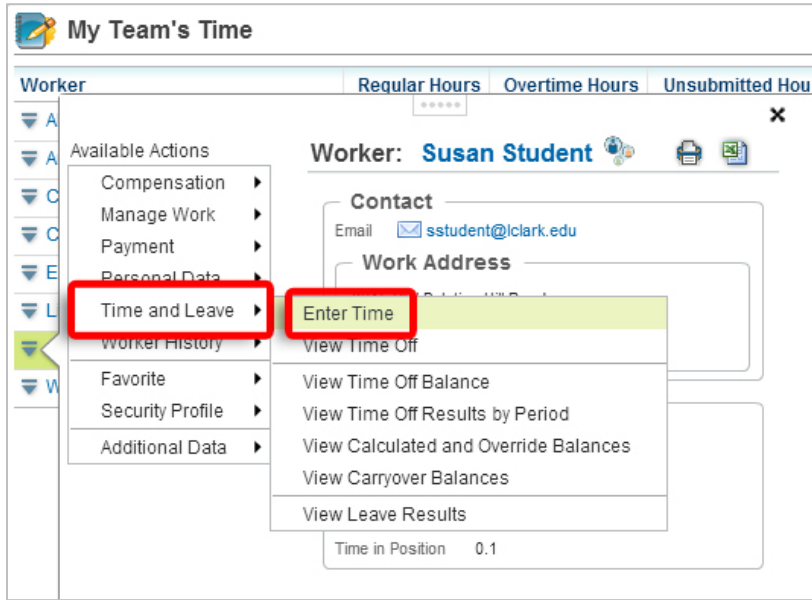 My Team's Time
Worker Regular Hours Overtime Hours Unsubmitted Hou
A
A
C
C
E
L
W
Available Actions
Compensation
Manage Work
Payment
Personal Data
Time and Leave
Worker History
Favorite
Security Profile
Additional Data
Worker: Susan Student
Contact
Email sstudent@lclark.edu
Work Address
Enter Time
View Time Off
View Time Off Balance
View Time Off Results by Period
View Calculated and Override Balances
View Carryover Balances
View Leave Results
Time in Position 0.1